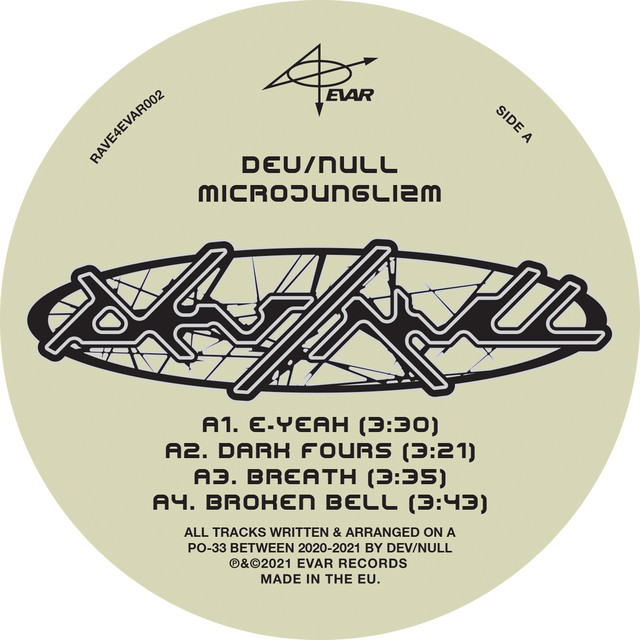 EVAR
RAVE4EVAR002
SIDE A
DEV/NULL
MICROJUNGLIZM
dev/null
A1. E-YEAH (3:30)
A2. DARK FOURS (3:21)
A3. BREATH (3:35)
A4. BROKEN BELL (3:43)
ALL TRACKS WRITTEN & ARRANGED ON A
PO-33 BETWEEN 2020-2021 BY DEV/NULL
℗&©2021 EVAR RECORDS
MADE IN THE EU.